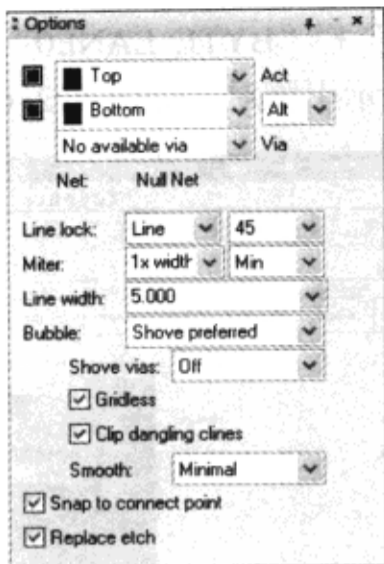 Options
Top Act
Bottom Alt
No available via Via
Net: Null Net
Line lock: Line 45
Miter: 1x width Min
Line width: 5.000
Bubble: Shove preferred
Shove vias: Off
Gridless
Clip dangling clines
Smooth: Minimal
Snap to connect point
Replace etch